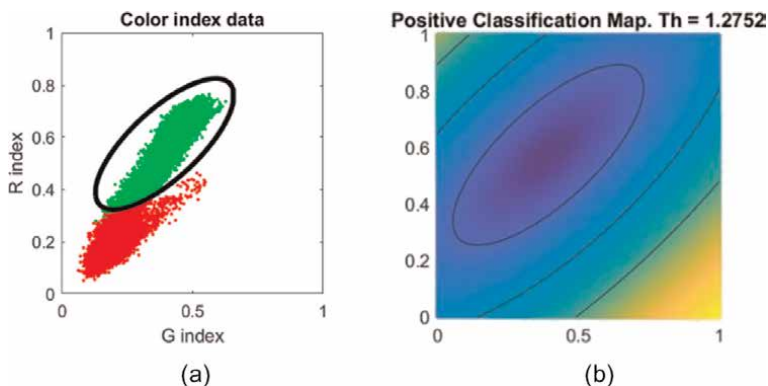 Color index data
1
0.8
0.6
0.4
0.2
0
R index
0 0.5 1
G index
(a)
Positive Classification Map. Th = 1.2752
1
0.8
0.6
0.4
0.2
0
0 0.5 1
(b)